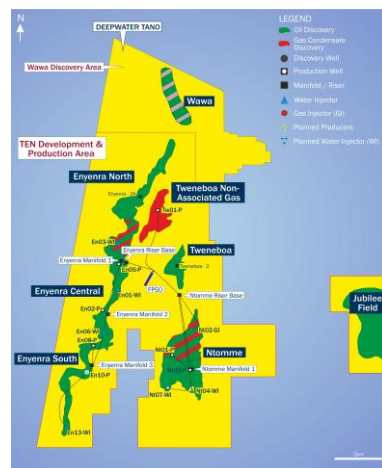 N
DEEPWATER TANO
Wawa Discovery Area
LEGEND
Oil Discovery
Gas Condensate
Discovery
Discovery Well
Production Well
Manifold / Riser
Water Injector
Gas Injector (GI)
Planned Producers
Planned Water Injector (WI)
Wawa
TEN Development &
Production Area
Enyenra North
Tweneboa Non-
Associated Gas
Tw01-P
En03-WI
Enyenra Riser Base
Enyenra Manifold 1
En05-P
Tweneboa
Tweneboa - 2
FPSO
Enyenra Central
En01-WI
Ntomme Riser Base
Jubilee
Field
En02-P
Enyenra Manifold 2
En06-WI
En08-P
Nt02-GI
Ntomme
Nt01-P
Enyenra South
Enyenra Manifold 3
En10-P
Ntomme Manifold 1
Nt07-WI
Nt04-WI
En13-WI